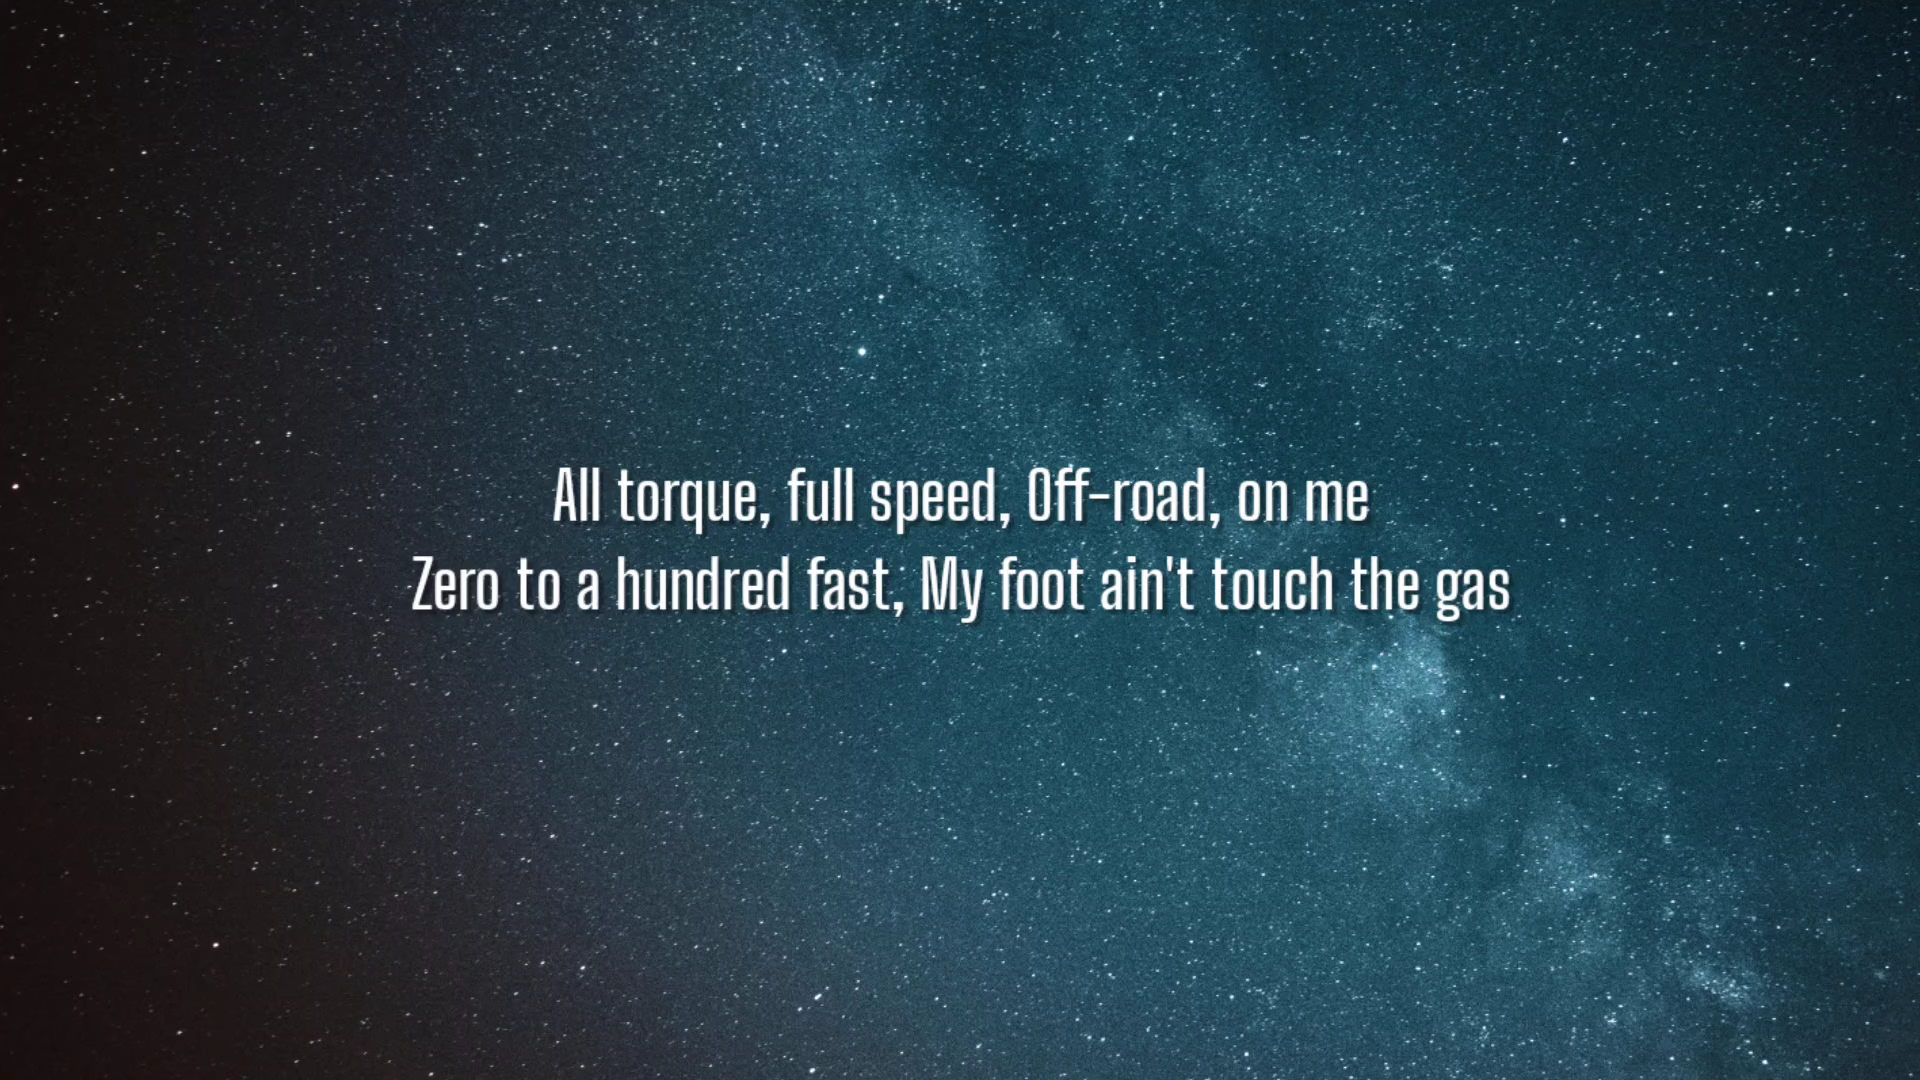 All torque, full speed, Off-road, on me
Zero to a hundred fast, My foot ain't touch the gas